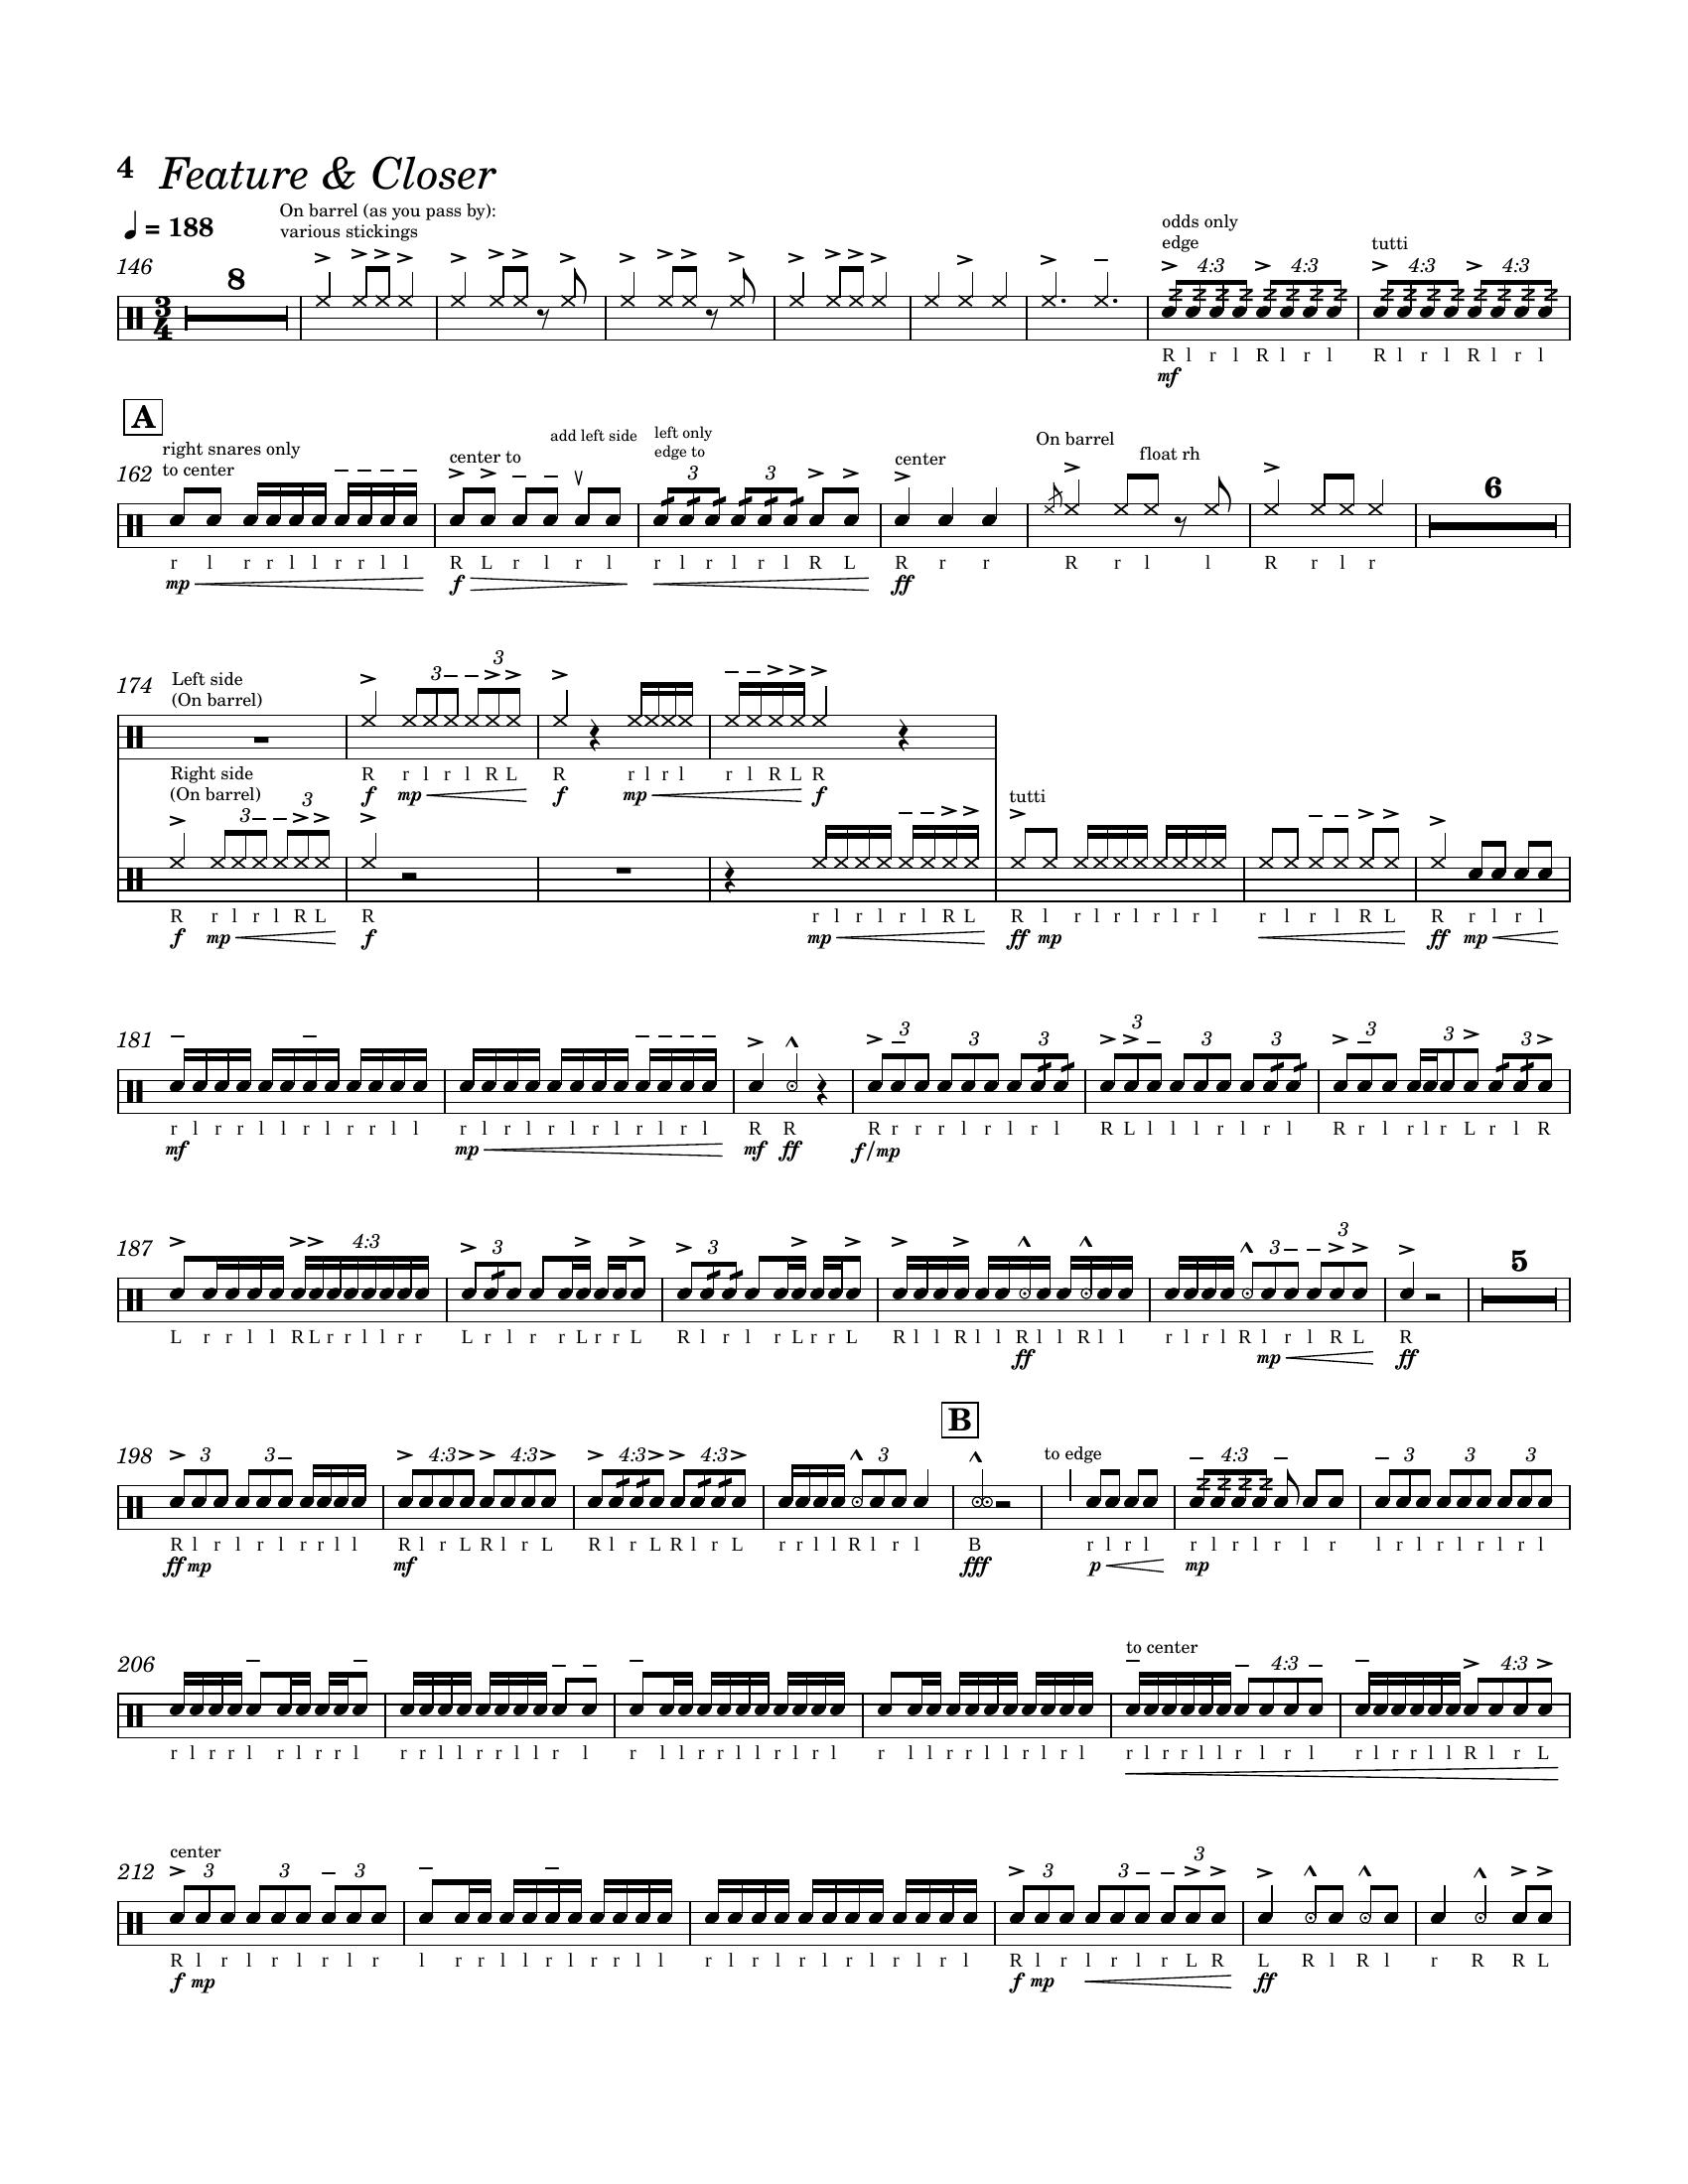 4 Feature & Closer
♩ = 188
On barrel (as you pass by):
various stickings
odds only
edge
tutti
146
8
3
4
4:3 4:3 4:3 4:3
R l r l R l r l R l r l R l r l
mf
A
right snares only
to center
center to
add left side
left only
edge to
center
On barrel
float rh
162
3 3
6
r l r r l l r r l l R L r l r l r l r l r l R L R r r R r l l R r l r
mp f ff
174
Left side
(On barrel)
3 3
R r l r l R L R r l r l r l R L R
f mp f mp f
Right side
(On barrel)
tutti
3 3
R r l r l R L R r l r l r l R L R l r l r l r l r l r l r l R L R r l r l
f mp f mp ff mp ff mp
181
3 3 3 3 3 3 3 3 3
r l r r l l r l r r l l r l r l r l r l r l r l R R R r r r l r l r l R L l l l r l r l R r l r l r L r l R
mf mp mf ff f/mp
187
4:3 3 3 3 3
5
L r r l l R L r r l l r r L r l r r L r r L R l r l r L r r L R l l R l l R l l R l l r l r l R l r l R L R
ff mp ff
B
198
to edge
3 3 4:3 4:3 4:3 4:3 3 4:3 3 3 3
R l r l r l r r l l R l r L R l r L R l r L R l r L r r l l R l r l B r l r l r l r l r l r l r l r l r l r l
ff mp mf fff p mp
206
to center
4:3 4:3
r l r r l r l r r l r r l l r r l l r l r l l r r l l r l r l r l l r r l l r l r l r l r r l l r l r l r l r r l l R l r L
212
center
3 3 3 3 3 3
R l r l r l r l r l r r l r l r l r r l l r l r l r l r l r l r l R l r l r l r L R L R l R l r R R L
f mp f mp ff